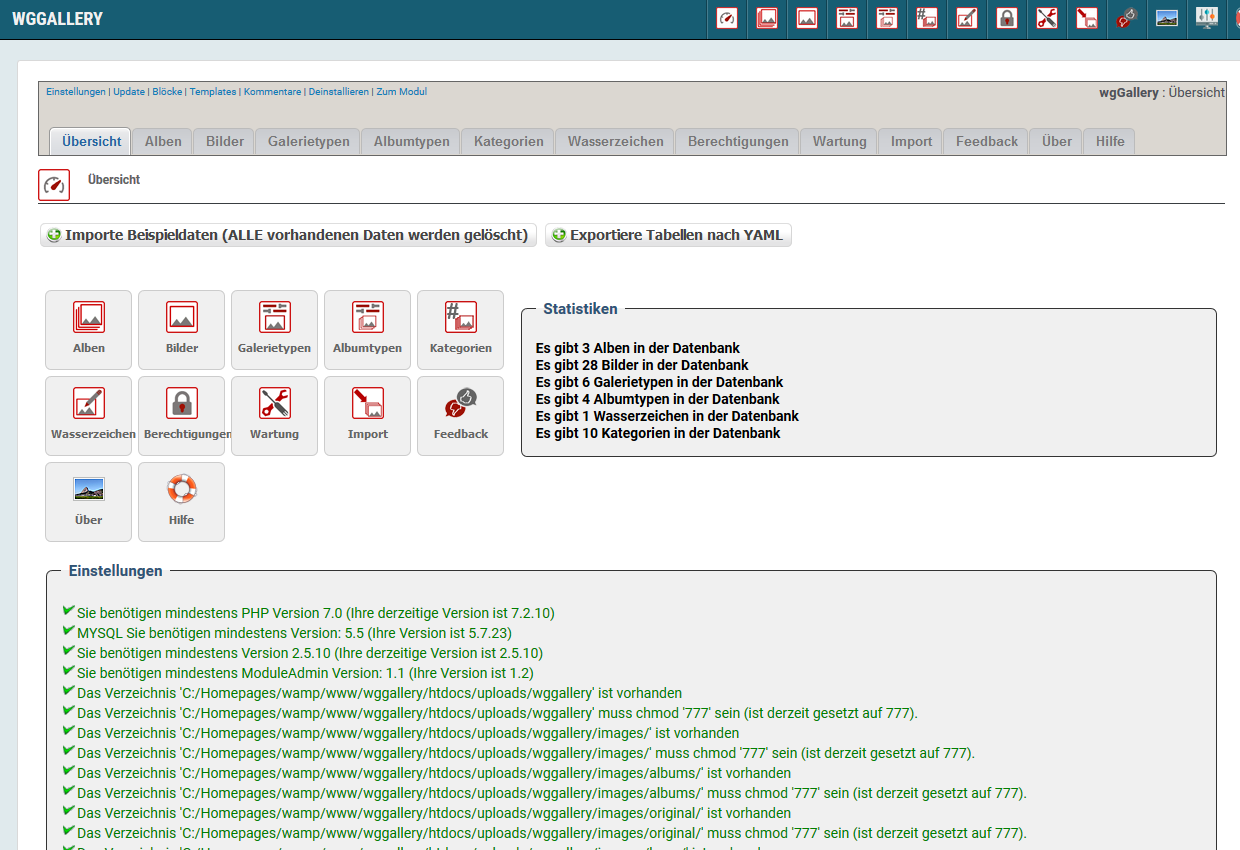 WGGALLERY
Einstellungen | Update | Blöcke | Templates | Kommentare | Deinstallieren | Zum Modul
wgGallery : Übersicht
Übersicht Alben Bilder Galerietypen Albumtypen Kategorien Wasserzeichen Berechtigungen Wartung Import Feedback Über Hilfe
Übersicht
Importe Beispieldaten (ALLE vorhandenen Daten werden gelöscht) Exportiere Tabellen nach YAML
Alben Bilder Galerietypen Albumtypen Kategorien
Wasserzeichen Berechtigungen Wartung Import Feedback
Über Hilfe
Statistiken
Es gibt 3 Alben in der Datenbank
Es gibt 28 Bilder in der Datenbank
Es gibt 6 Galerietypen in der Datenbank
Es gibt 4 Albumtypen in der Datenbank
Es gibt 1 Wasserzeichen in der Datenbank
Es gibt 10 Kategorien in der Datenbank
Einstellungen
Sie benötigen mindestens PHP Version 7.0 (Ihre derzeitige Version ist 7.2.10)
MYSQL Sie benötigen mindestens Version: 5.5 (Ihre Version ist 5.7.23)
Sie benötigen mindestens Version 2.5.10 (Ihre derzeitige Version ist 2.5.10)
Sie benötigen mindestens ModuleAdmin Version: 1.1 (Ihre Version ist 1.2)
Das Verzeichnis 'C:/Homepages/wamp/www/wggallery/htdocs/uploads/wggallery' ist vorhanden
Das Verzeichnis 'C:/Homepages/wamp/www/wggallery/htdocs/uploads/wggallery' muss chmod '777' sein (ist derzeit gesetzt auf 777).
Das Verzeichnis 'C:/Homepages/wamp/www/wggallery/htdocs/uploads/wggallery/images/' ist vorhanden
Das Verzeichnis 'C:/Homepages/wamp/www/wggallery/htdocs/uploads/wggallery/images/' muss chmod '777' sein (ist derzeit gesetzt auf 777).
Das Verzeichnis 'C:/Homepages/wamp/www/wggallery/htdocs/uploads/wggallery/images/albums/' ist vorhanden
Das Verzeichnis 'C:/Homepages/wamp/www/wggallery/htdocs/uploads/wggallery/images/albums/' muss chmod '777' sein (ist derzeit gesetzt auf 777).
Das Verzeichnis 'C:/Homepages/wamp/www/wggallery/htdocs/uploads/wggallery/images/original/' ist vorhanden
Das Verzeichnis 'C:/Homepages/wamp/www/wggallery/htdocs/uploads/wggallery/images/original/' muss chmod '777' sein (ist derzeit gesetzt auf 777).